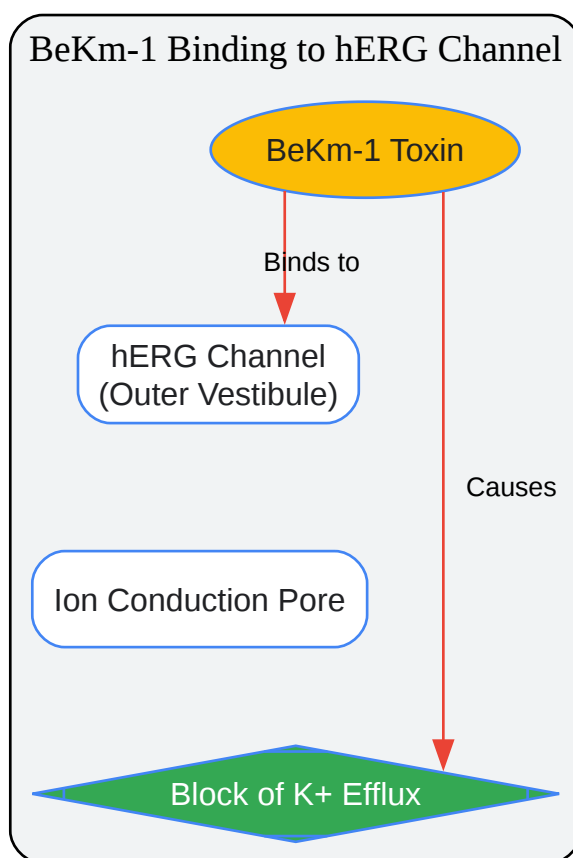 BeKm-1 Binding to hERG Channel
BeKm-1 Toxin
Binds to
hERG Channel
(Outer Vestibule)
Causes
Ion Conduction Pore
Block of K+ Efflux